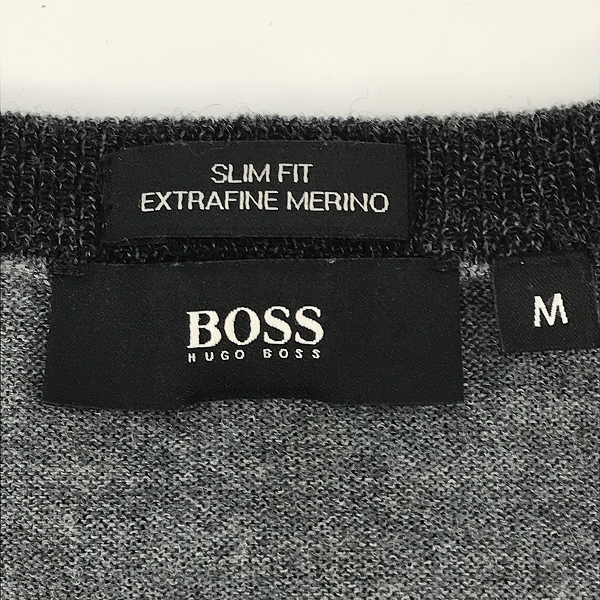 SLIM FIT
EXTRAFINE MERINO
BOSS
HUGO BOSS
M